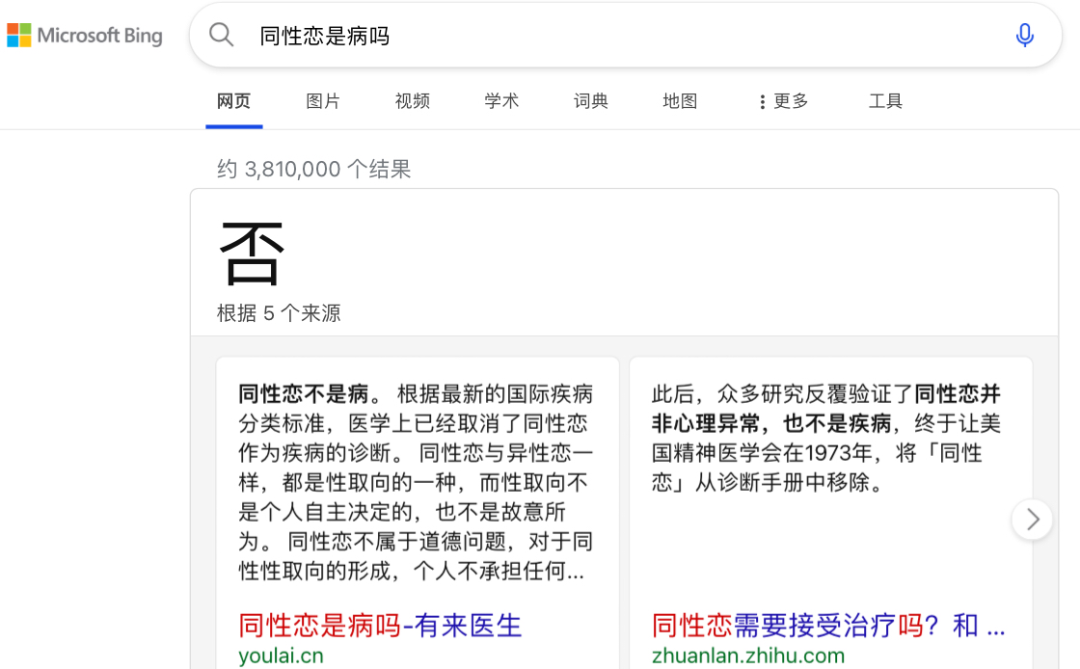 Microsoft Bing
同性恋是病吗
网页 图片 视频 学术 词典 地图 更多 工具
约 3,810,000 个结果
否
根据 5 个来源
同性恋不是病。 根据最新的国际疾病
分类标准，医学上已经取消了同性恋
作为疾病的诊断。 同性恋与异性恋一
样，都是性取向的一种，而性取向不
是个人自主决定的，也不是故意所
为。 同性恋不属于道德问题，对于同
性性取向的形成，个人不承担任何...
同性恋是病吗-有来医生
youlai.cn
此后，众多研究反覆验证了同性恋并
非心理异常，也不是疾病，终于让美
国精神医学会在1973年，将「同性
恋」从诊断手册中移除。
同性恋需要接受治疗吗？和 ...
zhuanlan.zhihu.com